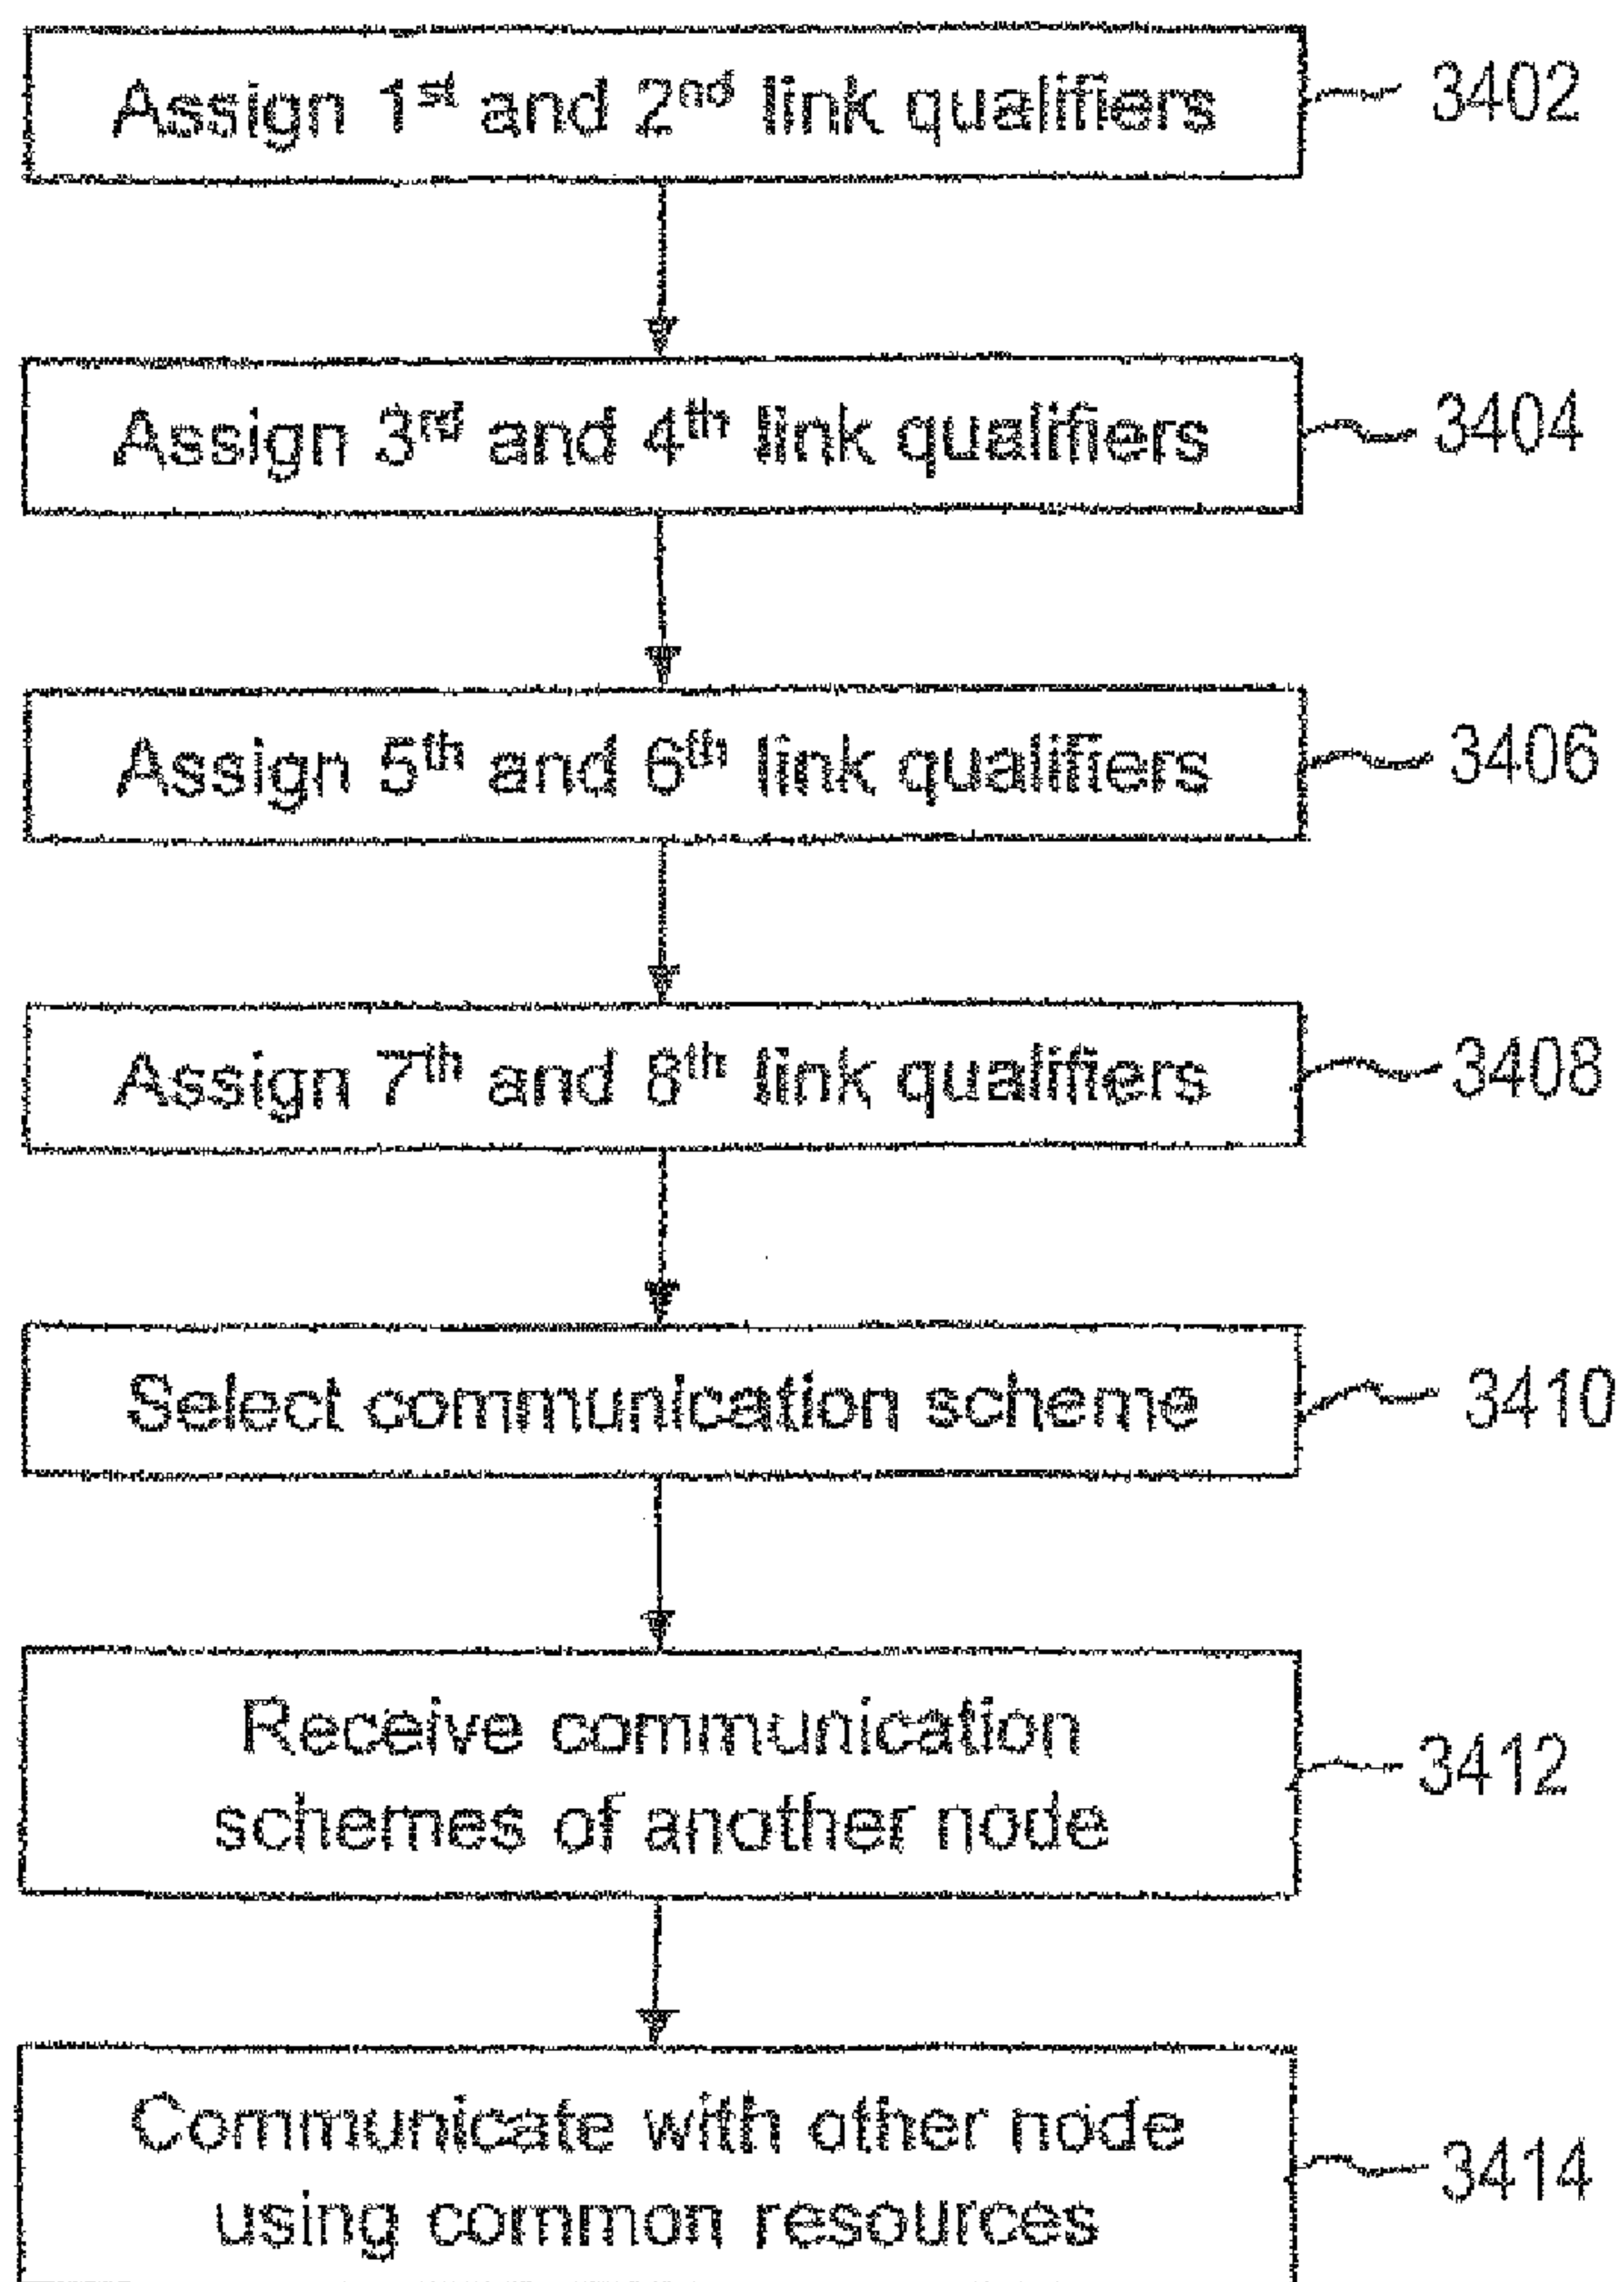 Assign 1st and 2nd link qualifiers
3402
Assign 3rd and 4th link qualifiers
3404
Assign 5th and 6th link qualifiers
3406
Assign 7th and 8th link qualifiers
3408
Select communication scheme
3410
Receive communication
schemes of another node
3412
Communicate with other node
using common resources
3414